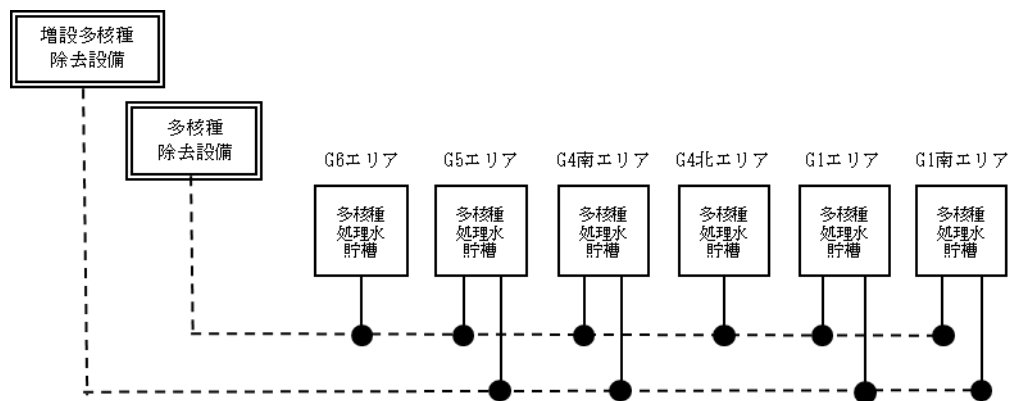 増設多核種
除去設備
多核種
除去設備
G6エリア
G5エリア
G4南エリア
G4北エリア
G1エリア
G1南エリア
多核種
処理水
貯槽
多核種
処理水
貯槽
多核種
処理水
貯槽
多核種
処理水
貯槽
多核種
処理水
貯槽
多核種
処理水
貯槽